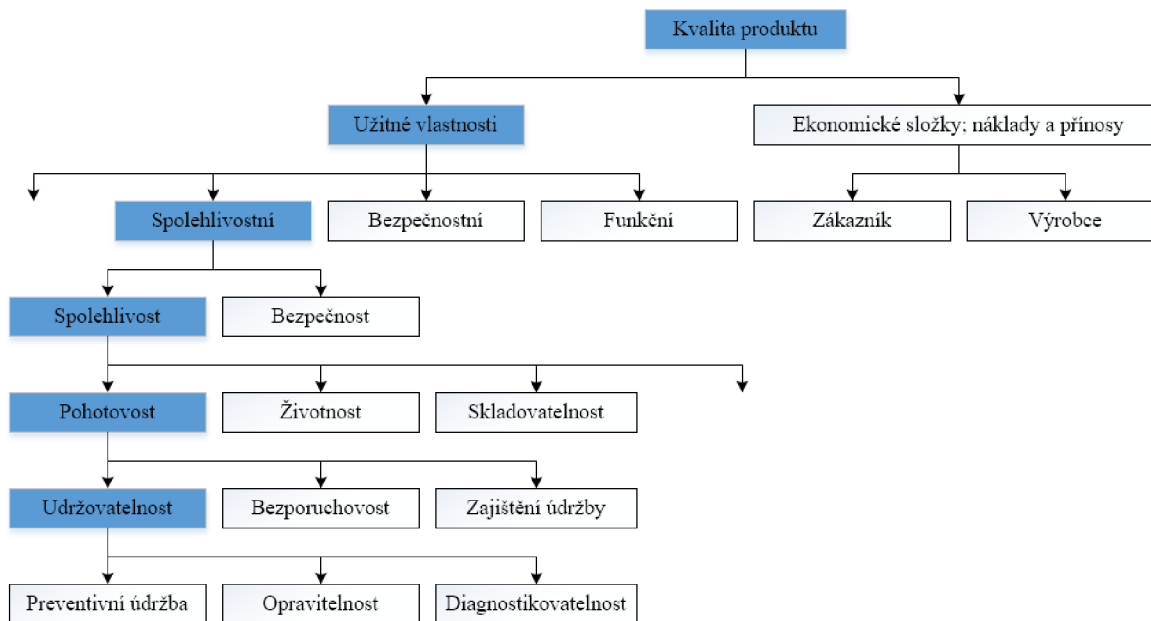 Kvalita produktu
Užitné vlastnosti
Ekonomické složky; náklady a přínosy
Spolehlivostní
Bezpečnostní
Funkční
Zákazník
Výrobce
Spolehlivost
Bezpečnost
Pohotovost
Životnost
Skladovatelnost
Udržovatelnost
Bezporuchovost
Zajištění údržby
Preventivní údržba
Opravitelnost
Diagnostikovatelnost